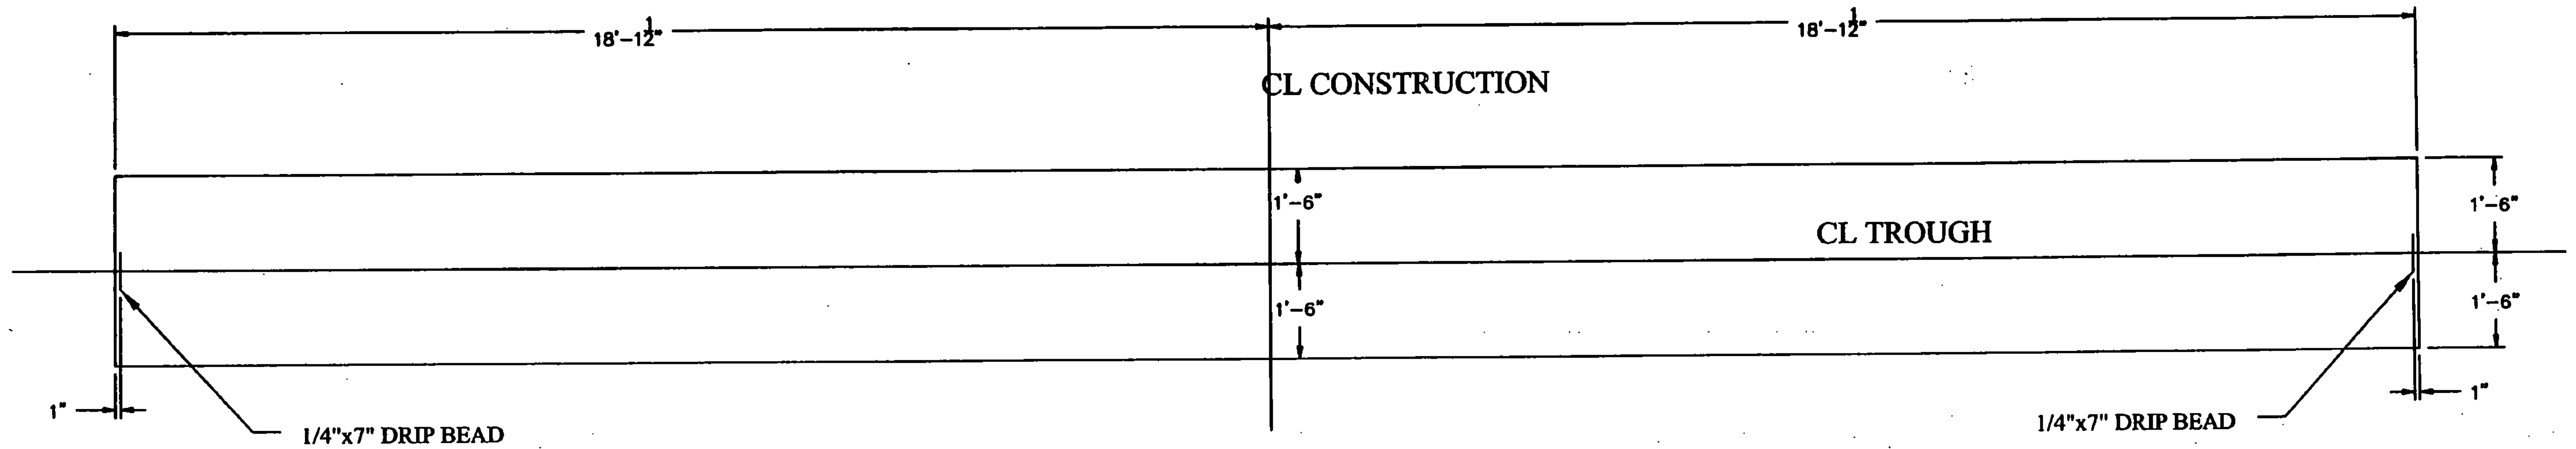 18'-1½" 18'-1½"
CL CONSTRUCTION
1'-6" 1'-6"
CL TROUGH
1'-6" 1'-6"
1" 1"
1/4"x7" DRIP BEAD 1/4"x7" DRIP BEAD